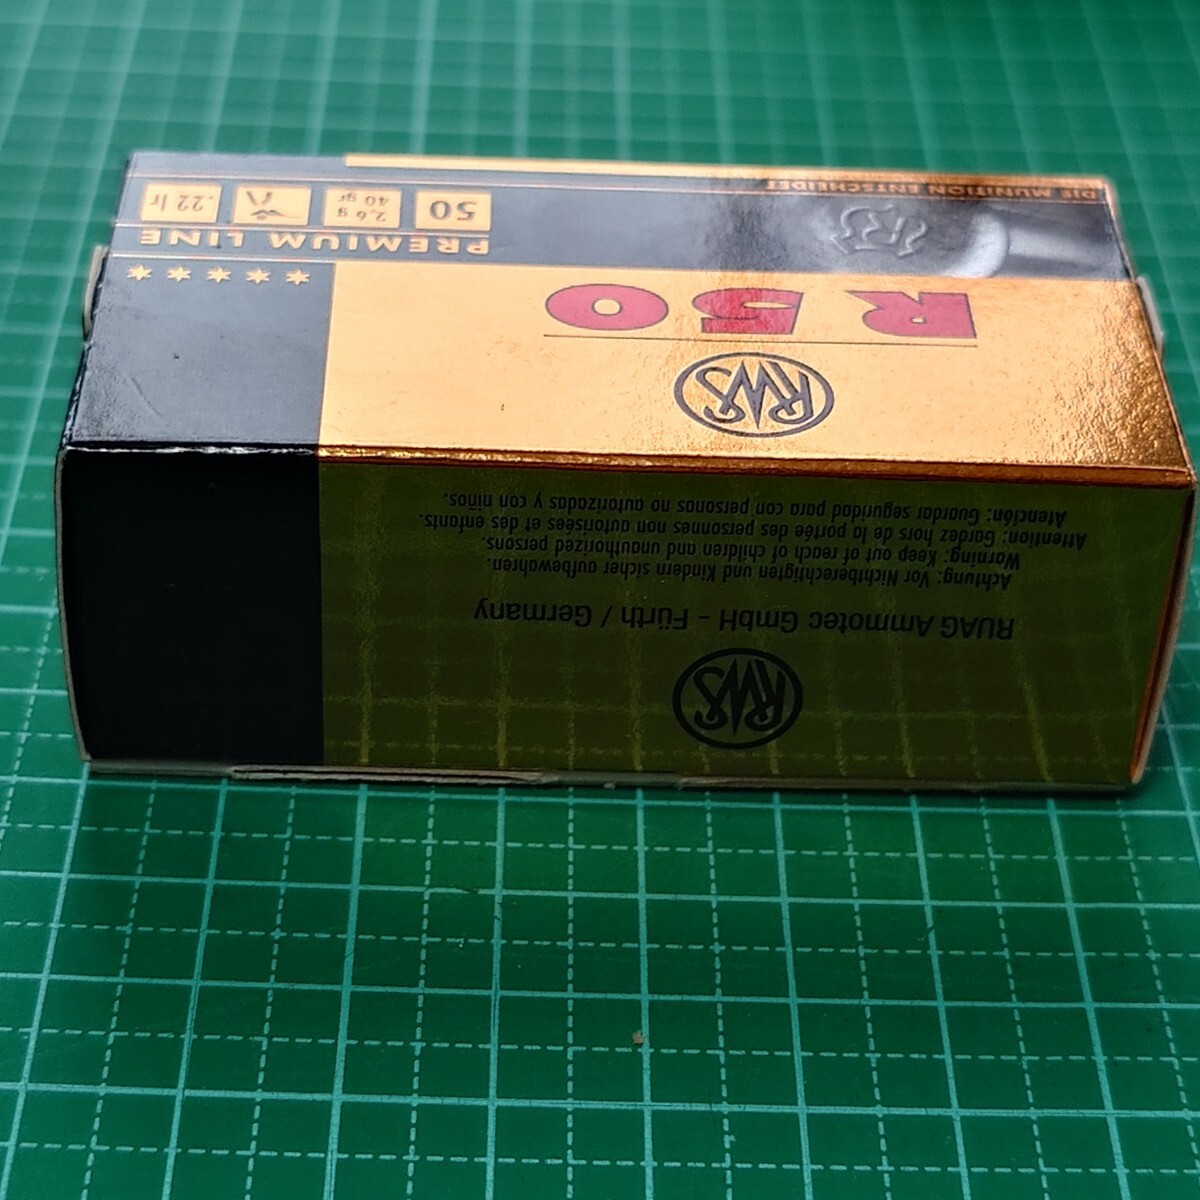 RWS
RUAG Ammotec GmbH - Fürth / Germany
Achtung: Vor Nichtberechtigten und Kindern sicher aufbewahren.
Warning: Keep out of reach of children and unauthorized persons.
Attention: Gardez hors de la portée des personnes non autorisées et des enfants.
Atención: Guardar seguridad para con personas no autorizadas y con niños.
RWS
R 50
PREMIUM LINE
50
2,6 g
40 gr
.22 lr
DIE MUNITION ENTSCHEIDET